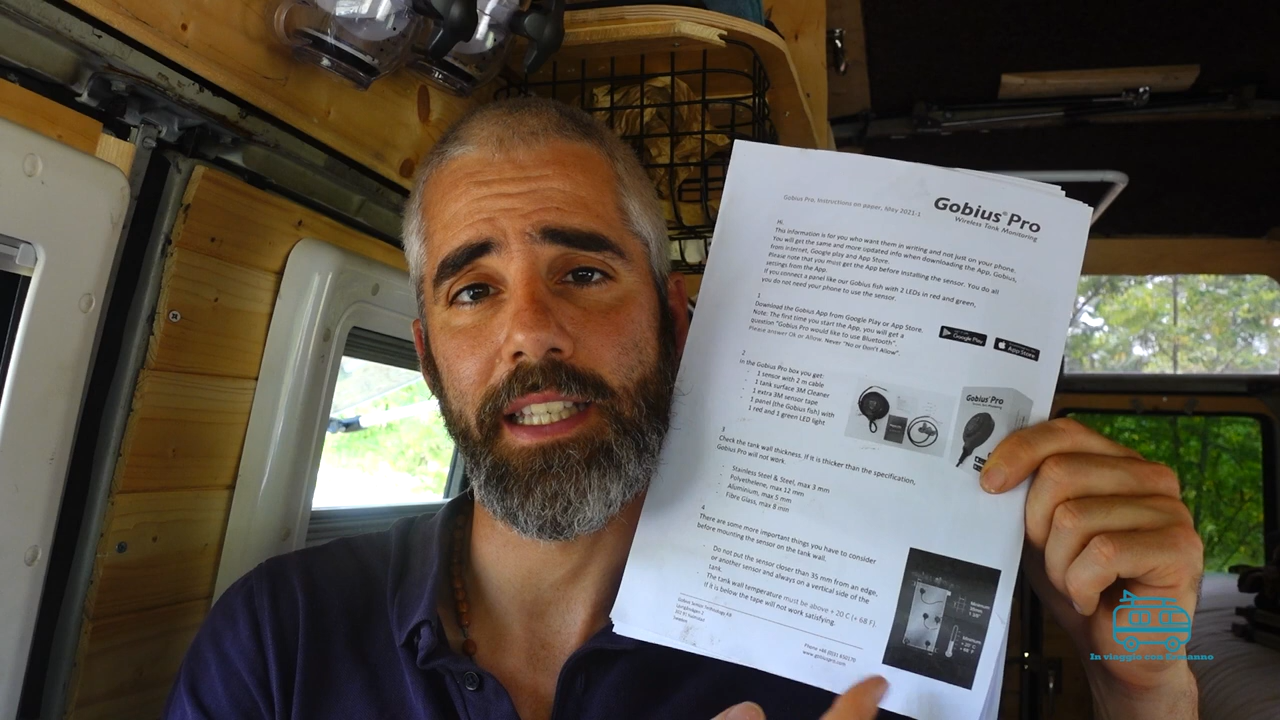 Gobius Pro, Instructions on paper, May 2021-1
Gobius® Pro
Wireless Tank Monitoring
Hi,
This information is for you who want them in writing and not just on your phone.
You will get the same and more updated info when downloading the App, Gobius,
from Internet, Google play and App Store.
Please note that you must get the App before installing the sensor. You do all
settings from the App.
If you connect a panel like our Gobius fish with 2 LEDs in red and green,
you do not need your phone to use the sensor.
1
Download the Gobius App from Google Play or App Store.
Note: The first time you start the App, you will get a
question "Gobius Pro would like to use Bluetooth".
Please answer Ok or Allow. Never "No or Don't Allow".
Google Play
App Store
2
In the Gobius Pro box you get:
- 1 sensor with 2 m cable
- 1 tank surface 3M Cleaner
- 1 extra 3M sensor tape
- 1 panel (the Gobius fish) with
1 red and 1 green LED light
Gobius Pro
3
Check the tank wall thickness. If it is thicker than the specification,
Gobius Pro will not work.
- Stainless Steel & Steel, max 3 mm
- Polyethelene, max 12 mm
- Aluminium, max 5 mm
- Fibre Glass, max 8 mm
4
There are some more important things you have to consider
before mounting the sensor on the tank wall.
- Do not put the sensor closer than 35 mm from an edge,
or another sensor and always on a vertical side of the
tank.
- The tank wall temperature must be above + 20 C (+ 68 F).
If it is below the tape will not work satisfying.
Minimum
Minimum
+ 20 °C
Sweden
www.gobiuspro.com
In viaggio con Ermanno